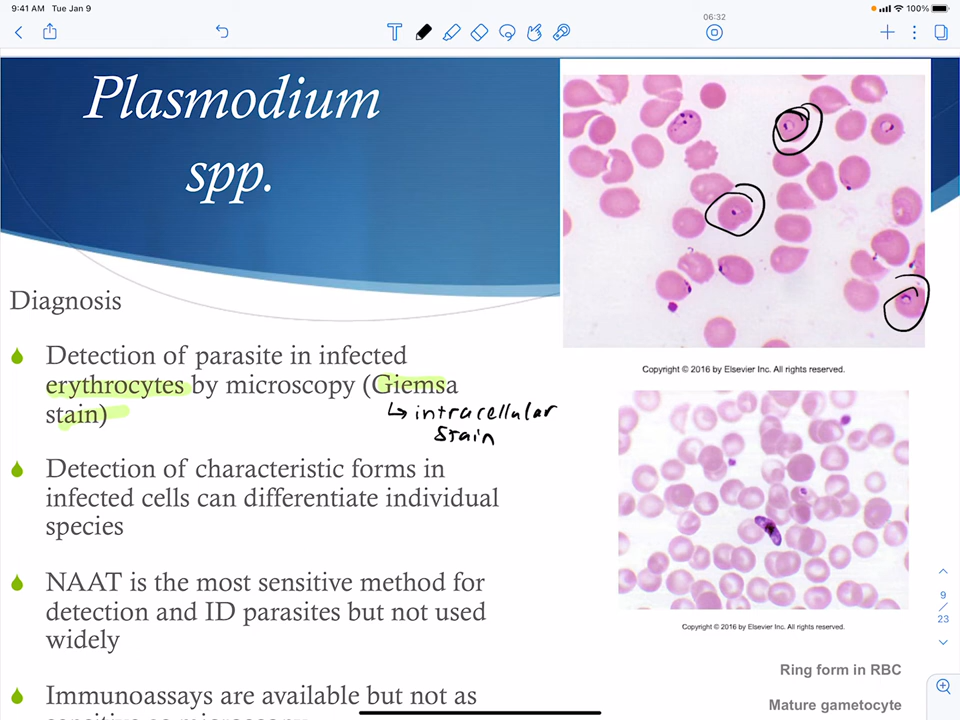 9:41 AM Tue Jan 9
100%
06:32
Plasmodium
spp.
Diagnosis
Detection of parasite in infected
erythrocytes by microscopy (Giemsa
stain)
↳ intracellular
stain
Detection of characteristic forms in
infected cells can differentiate individual
species
NAAT is the most sensitive method for
detection and ID parasites but not used
widely
Immunoassays are available but not as
Copyright © 2016 by Elsevier Inc. All rights reserved.
Copyright © 2016 by Elsevier Inc. All rights reserved.
9
/
23
Ring form in RBC
Mature gametocyte